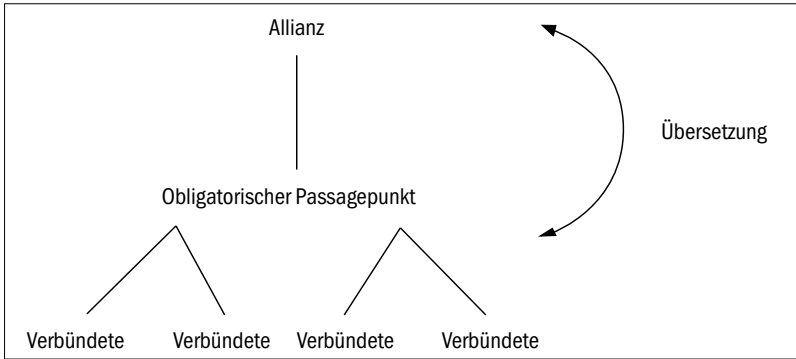 Allianz
Übersetzung
Obligatorischer Passagepunkt
Verbündete Verbündete Verbündete Verbündete